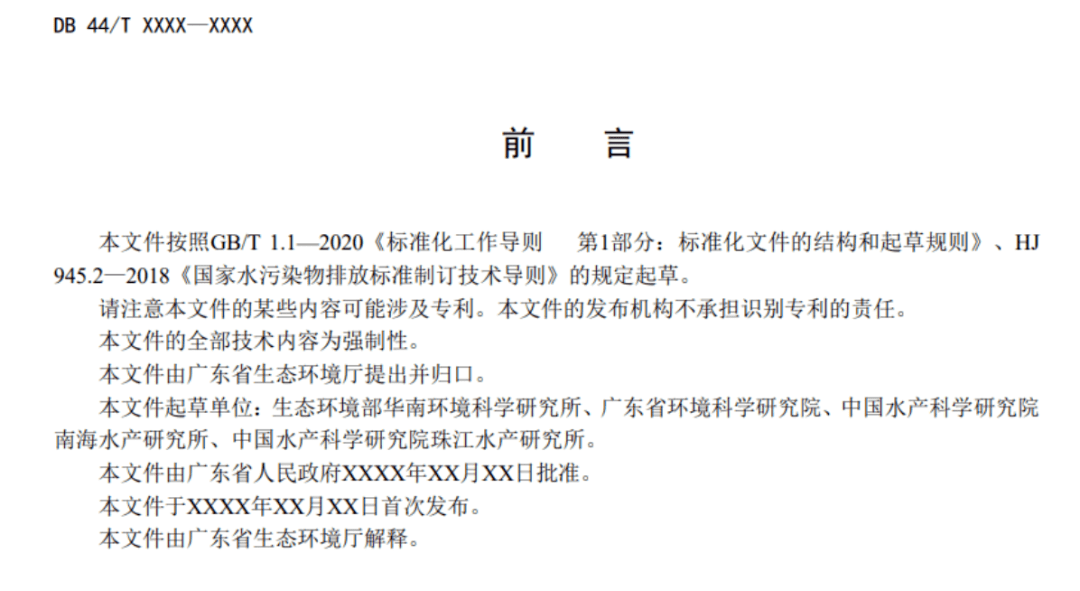 DB 44/T XXXX—XXXX
前 言
本文件按照GB/T 1.1—2020《标准化工作导则 第1部分：标准化文件的结构和起草规则》、HJ
945.2—2018《国家水污染物排放标准制订技术导则》的规定起草。
请注意本文件的某些内容可能涉及专利。本文件的发布机构不承担识别专利的责任。
本文件的全部技术内容为强制性。
本文件由广东省生态环境厅提出并归口。
本文件起草单位：生态环境部华南环境科学研究所、广东省环境科学研究院、中国水产科学研究院
南海水产研究所、中国水产科学研究院珠江水产研究所。
本文件由广东省人民政府XXXX年XX月XX日批准。
本文件于XXXX年XX月XX日首次发布。
本文件由广东省生态环境厅解释。